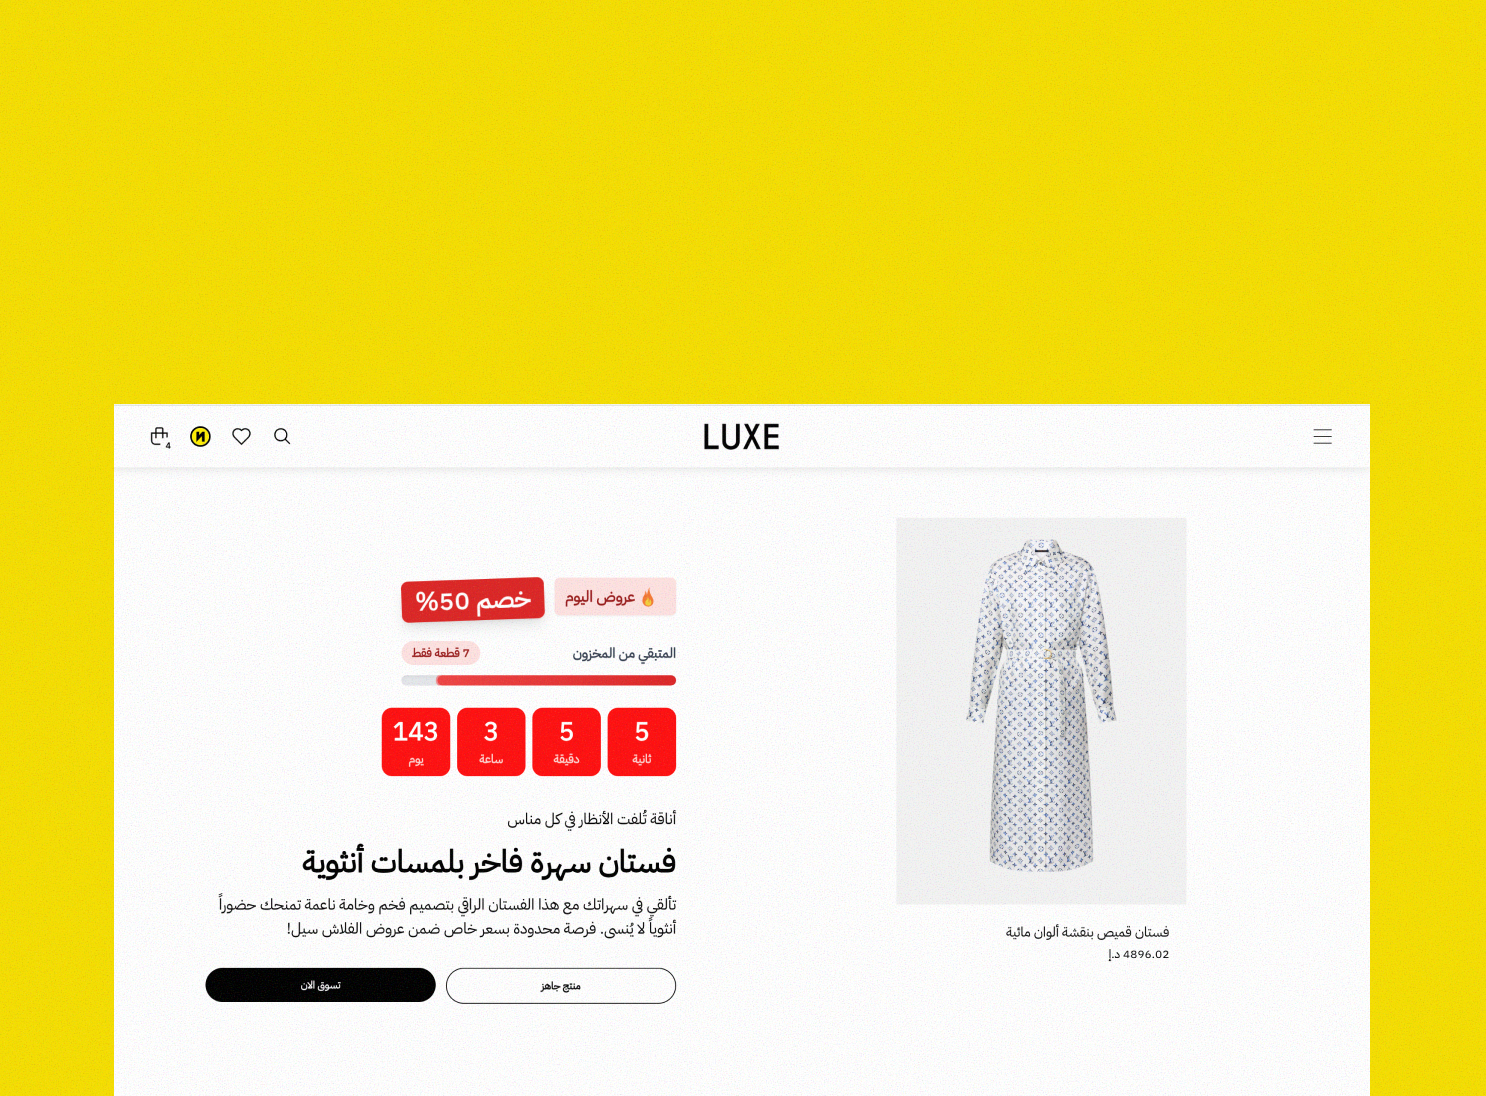 LUXE
4
🔥 عروض اليوم
خصم 50%
المتبقي من المخزون
7 قطعة فقط
5 5 3 143
ثانية دقيقة ساعة يوم
أناقة تُلفت الأنظار في كل مناس
فستان سهرة فاخر بلمسات أنثوية
تألقي في سهراتك مع هذا الفستان الراقي بتصميم فخم وخامة ناعمة تمنحك حضوراً
أنثوياً لا يُنسى. فرصة محدودة بسعر خاص ضمن عروض الفلاش سيل!
منتج جاهز
تسوق الان
فستان قميص بنقشة ألوان مائية
4896.02 د.إ